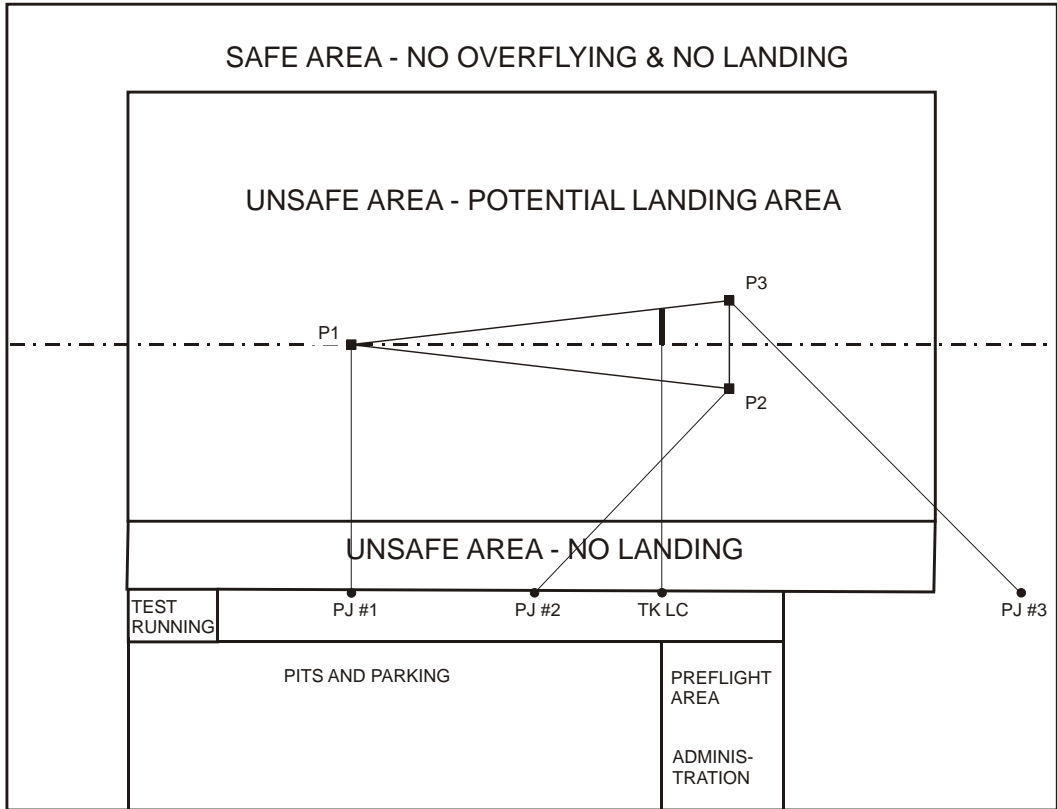 SAFE AREA - NO OVERFLYING & NO LANDING
UNSAFE AREA - POTENTIAL LANDING AREA
P3
P1
P2
UNSAFE AREA - NO LANDING
TEST
RUNNING
PJ #1
PJ #2
TK LC
PJ #3
PITS AND PARKING
PREFLIGHT
AREA
ADMINIS-
TRATION